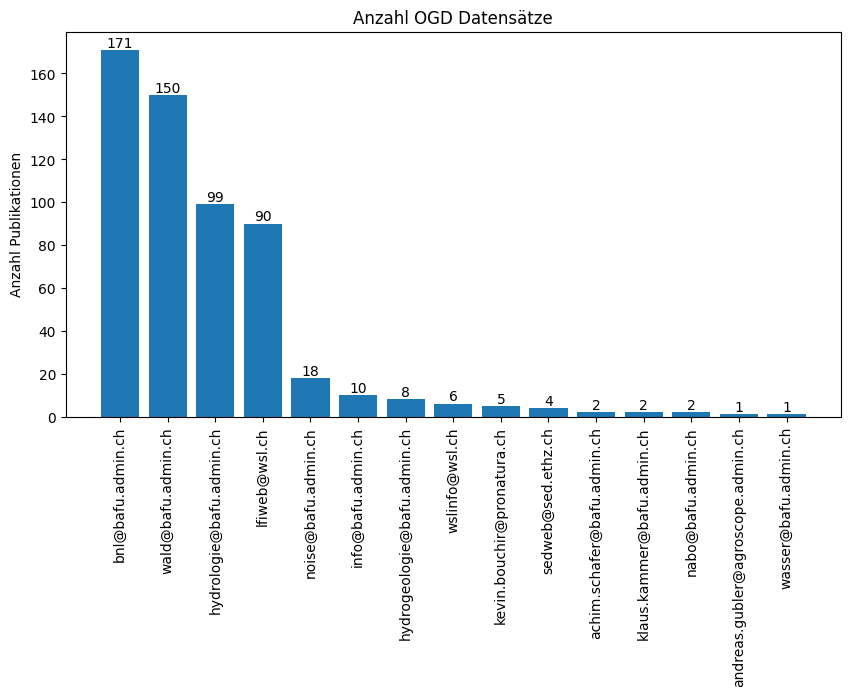 Anzahl OGD Datensätze
Anzahl Publikationen
160
140
120
100
80
60
40
20
0
171
150
99
90
18
10
8
6
5
4
2
2
2
1
1
bnl@bafu.admin.ch
wald@bafu.admin.ch
hydrologie@bafu.admin.ch
lfiweb@wsl.ch
noise@bafu.admin.ch
info@bafu.admin.ch
hydrogeologie@bafu.admin.ch
wslinfo@wsl.ch
kevin.bouchir@pronatura.ch
sedweb@sed.ethz.ch
achim.schafer@bafu.admin.ch
klaus.kammer@bafu.admin.ch
nabo@bafu.admin.ch
andreas.gubler@agroscope.admin.ch
wasser@bafu.admin.ch